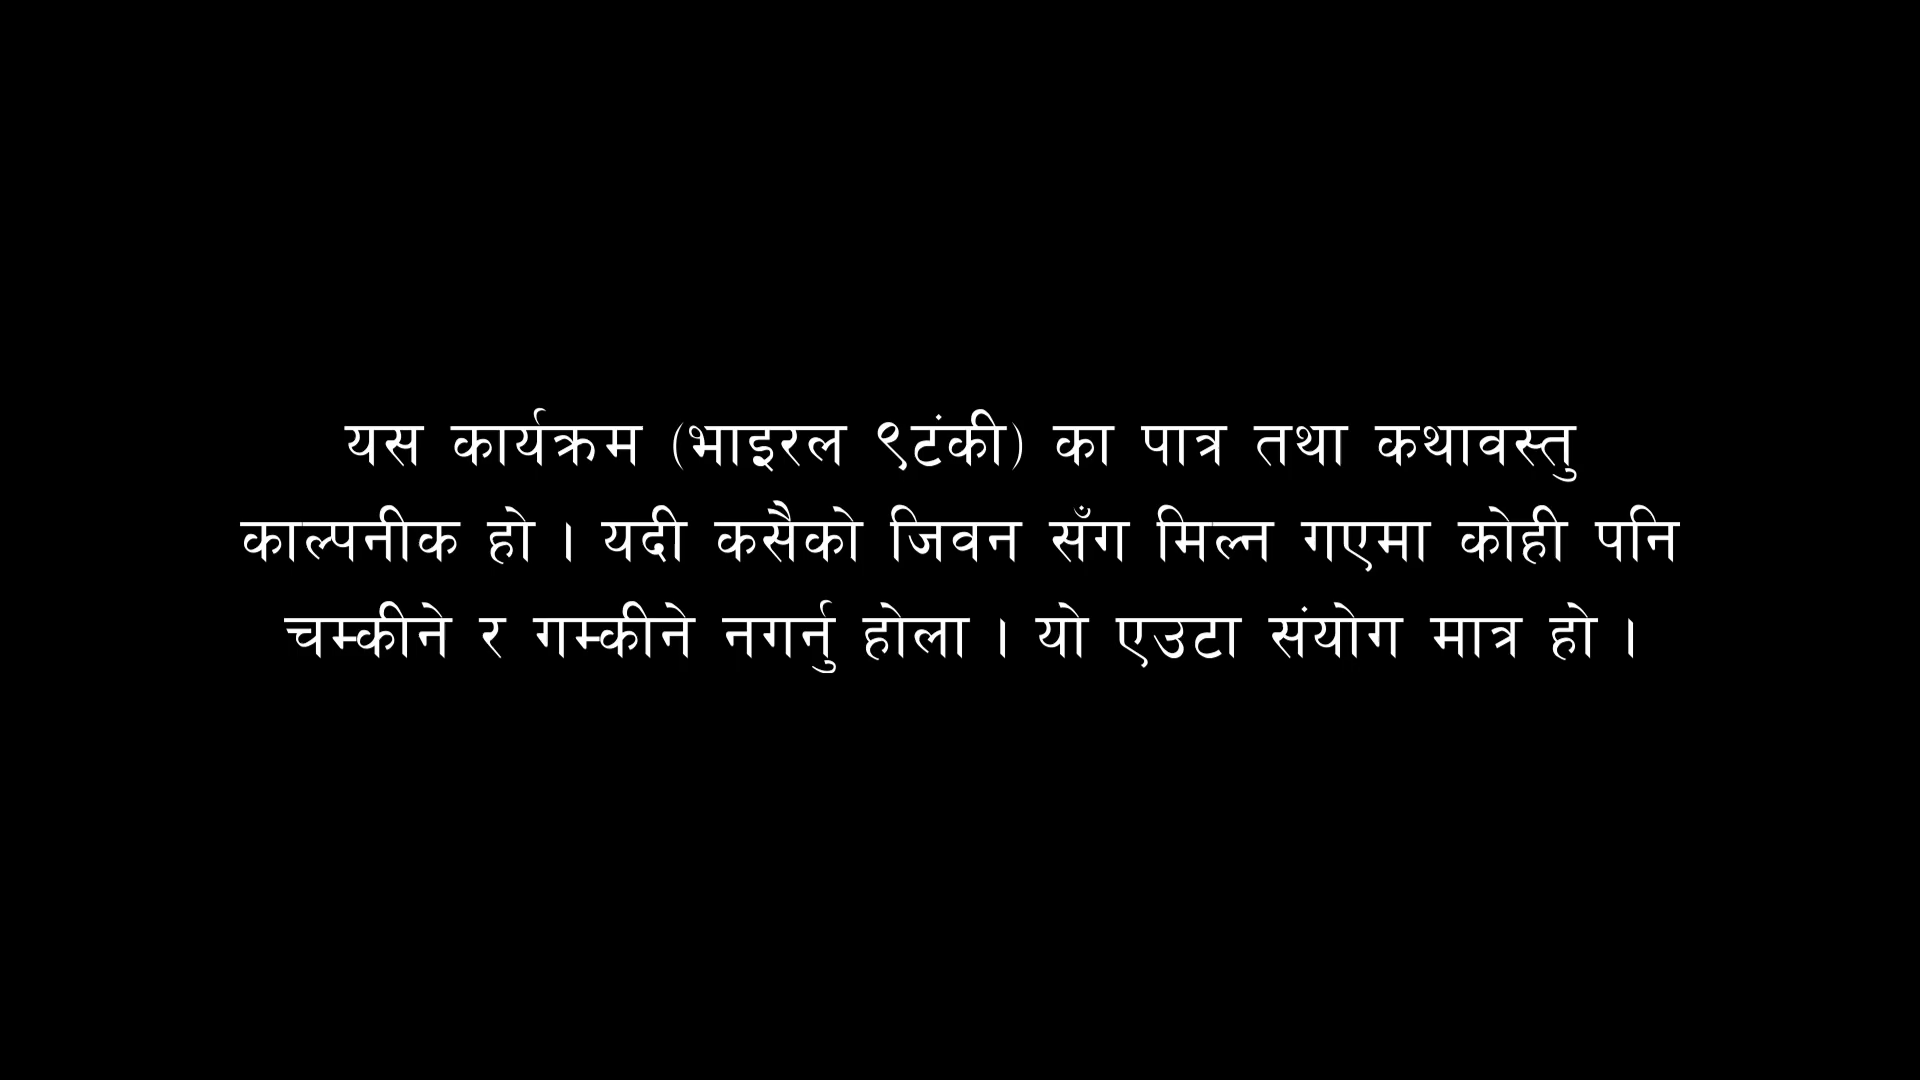 यस कार्यक्रम (भाइरल ९टंकी) का पात्र तथा कथावस्तु
काल्पनीक हो । यदी कसैको जिवन सँग मिल्न गएमा कोही पनि
चम्कीने र गम्कीने नगर्नु होला । यो एउटा संयोग मात्र हो ।